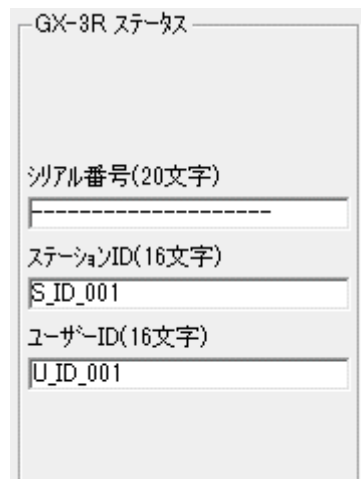 GX-3R ｽﾃｰﾀｽ
ｼﾘｱﾙ番号(20文字)
--------------------
ｽﾃｰｼｮﾝID(16文字)
S_ID_001
ﾕｰｻﾞｰID(16文字)
U_ID_001